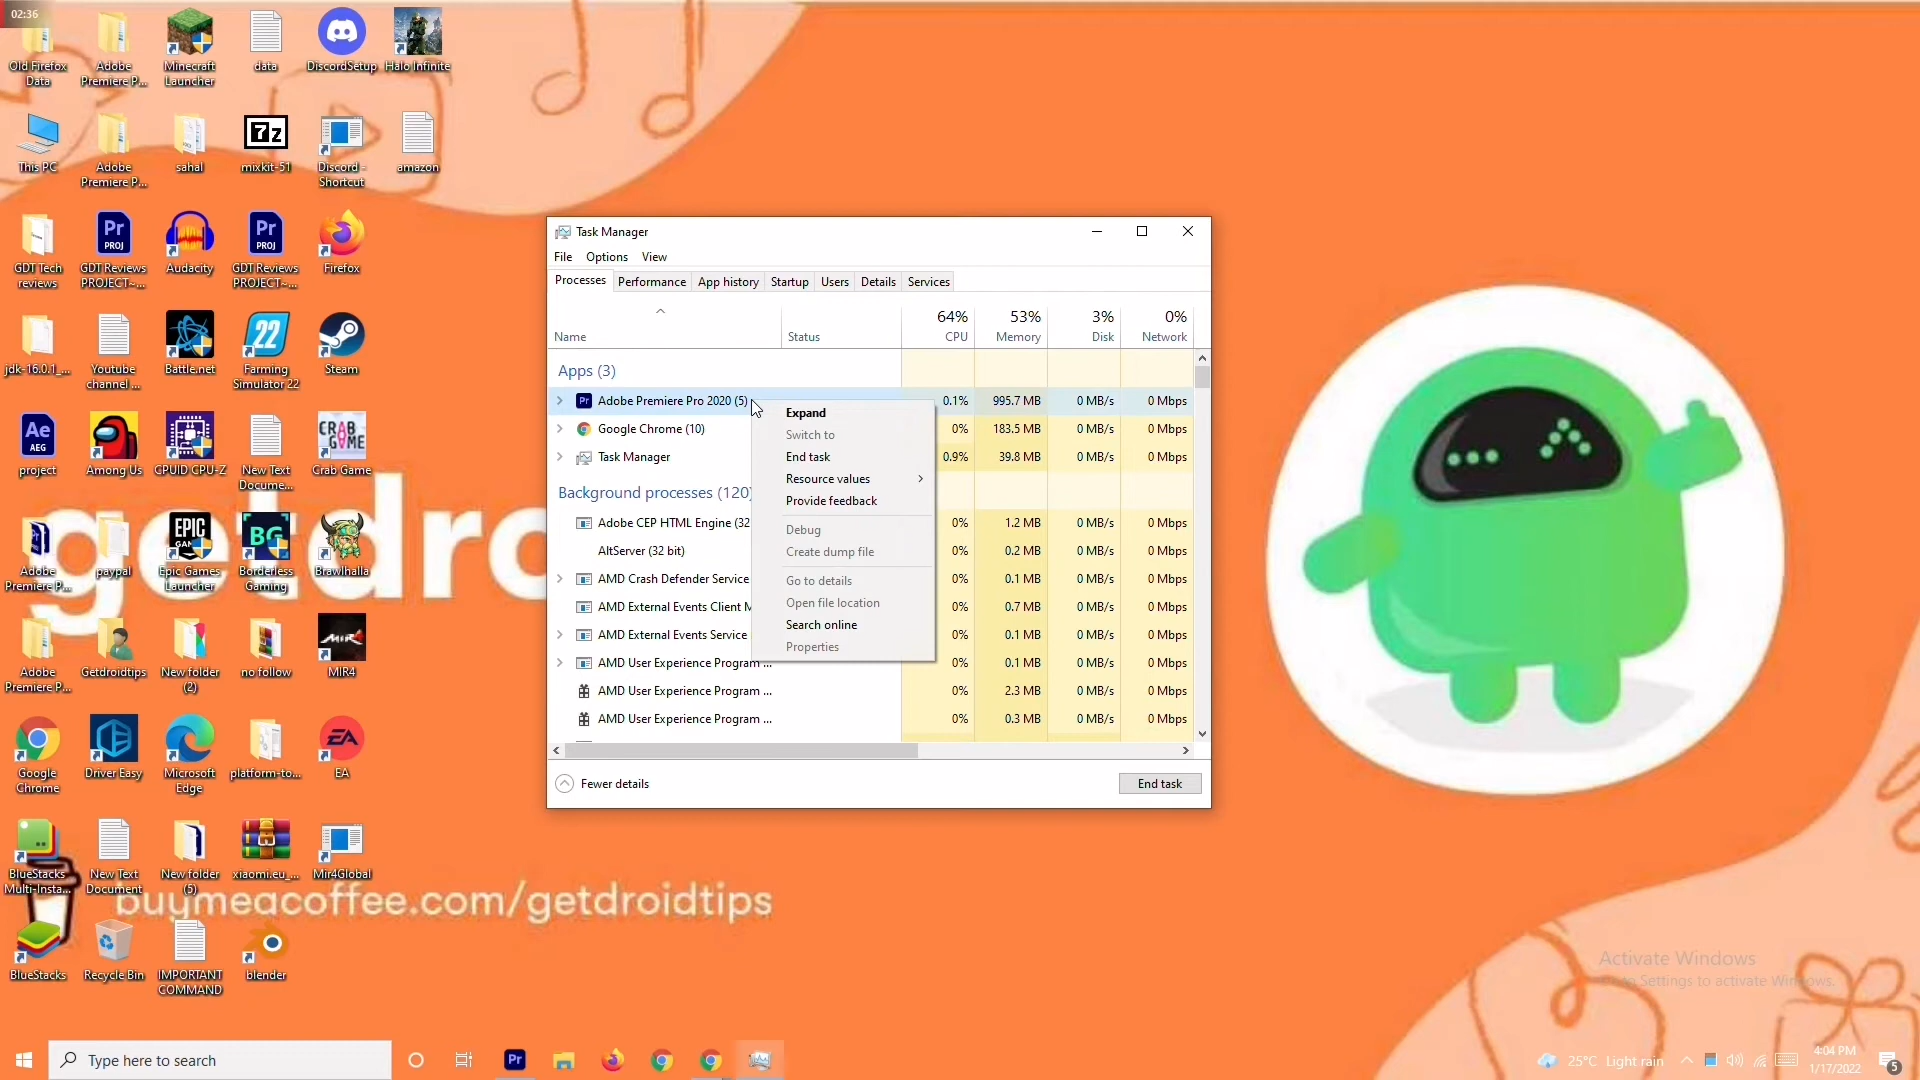 02:36
Old Firefox
Data
Adobe
Premiere P...
Minecraft
Launcher
data
DiscordSetup
Halo Infinite
This PC
Adobe
Premiere P...
sahal
mixkit-51
Discord -
Shortcut
amazon
GDT Tech
reviews
GDT Reviews
PROJECT~...
Audacity
GDT Reviews
PROJECT~...
Firefox
jdk-16.0.1_...
Youtube
channel ...
Battle.net
Farming
Simulator 22
Steam
project
Among Us
CPUID CPU-Z
New Text
Docume...
Crab Game
Adobe
Premiere P...
paypal
Epic Games
Launcher
Borderless
Gaming
Brawlhalla
Adobe
Premiere P...
Getdroidtips
New folder
(2)
no follow
MIR4
Google
Chrome
Driver Easy
Microsoft
Edge
platform-to...
EA
BlueStacks
Multi-Insta...
New Text
Document
New folder
(5)
xiaomi.eu_...
Mir4Global
BlueStacks
Recycle Bin
IMPORTANT
COMMAND
blender
getdro
buymeacoffee.com/getdroidtips
Task Manager
File Options View
Processes Performance App history Startup Users Details Services
64% 53% 3% 0%
Name Status CPU Memory Disk Network
Apps (3)
Adobe Premiere Pro 2020 (5) 0.1% 995.7 MB 0 MB/s 0 Mbps
Google Chrome (10) 0% 183.5 MB 0 MB/s 0 Mbps
Task Manager 0.9% 39.8 MB 0 MB/s 0 Mbps
Background processes (120)
Adobe CEP HTML Engine (32 0% 1.2 MB 0 MB/s 0 Mbps
AltServer (32 bit) 0% 0.2 MB 0 MB/s 0 Mbps
AMD Crash Defender Service 0% 0.1 MB 0 MB/s 0 Mbps
AMD External Events Client M 0% 0.7 MB 0 MB/s 0 Mbps
AMD External Events Service 0% 0.1 MB 0 MB/s 0 Mbps
AMD User Experience Program ... 0% 0.1 MB 0 MB/s 0 Mbps
AMD User Experience Program ... 0% 2.3 MB 0 MB/s 0 Mbps
AMD User Experience Program ... 0% 0.3 MB 0 MB/s 0 Mbps
Expand
Switch to
End task
Resource values
Provide feedback
Debug
Create dump file
Go to details
Open file location
Search online
Properties
Fewer details
End task
Activate Windows
Go to Settings to activate Windows.
Type here to search
25°C Light rain
4:04 PM
1/17/2022
5